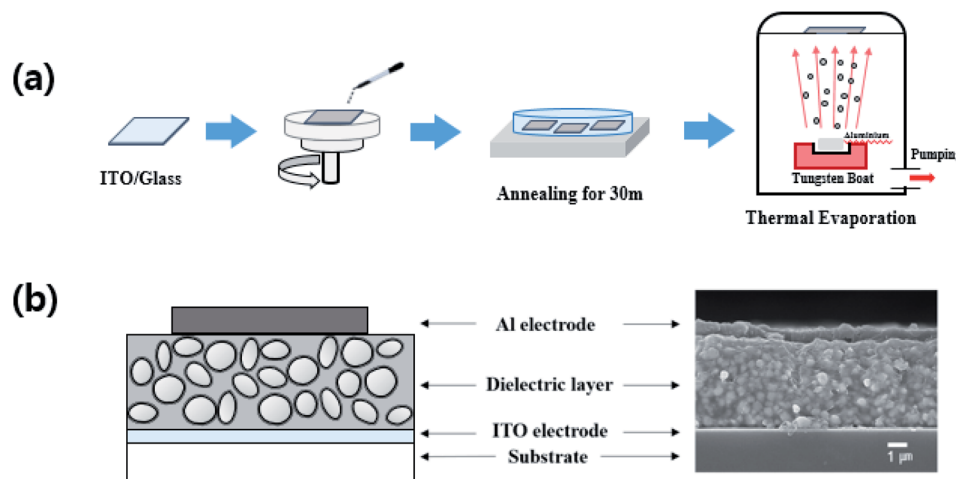 (a)
ITO/Glass
Annealing for 30m
Aluminium
Tungsten Boat
Pumping
Thermal Evaporation
(b)
Al electrode
Dielectric layer
ITO electrode
Substrate
1 μm